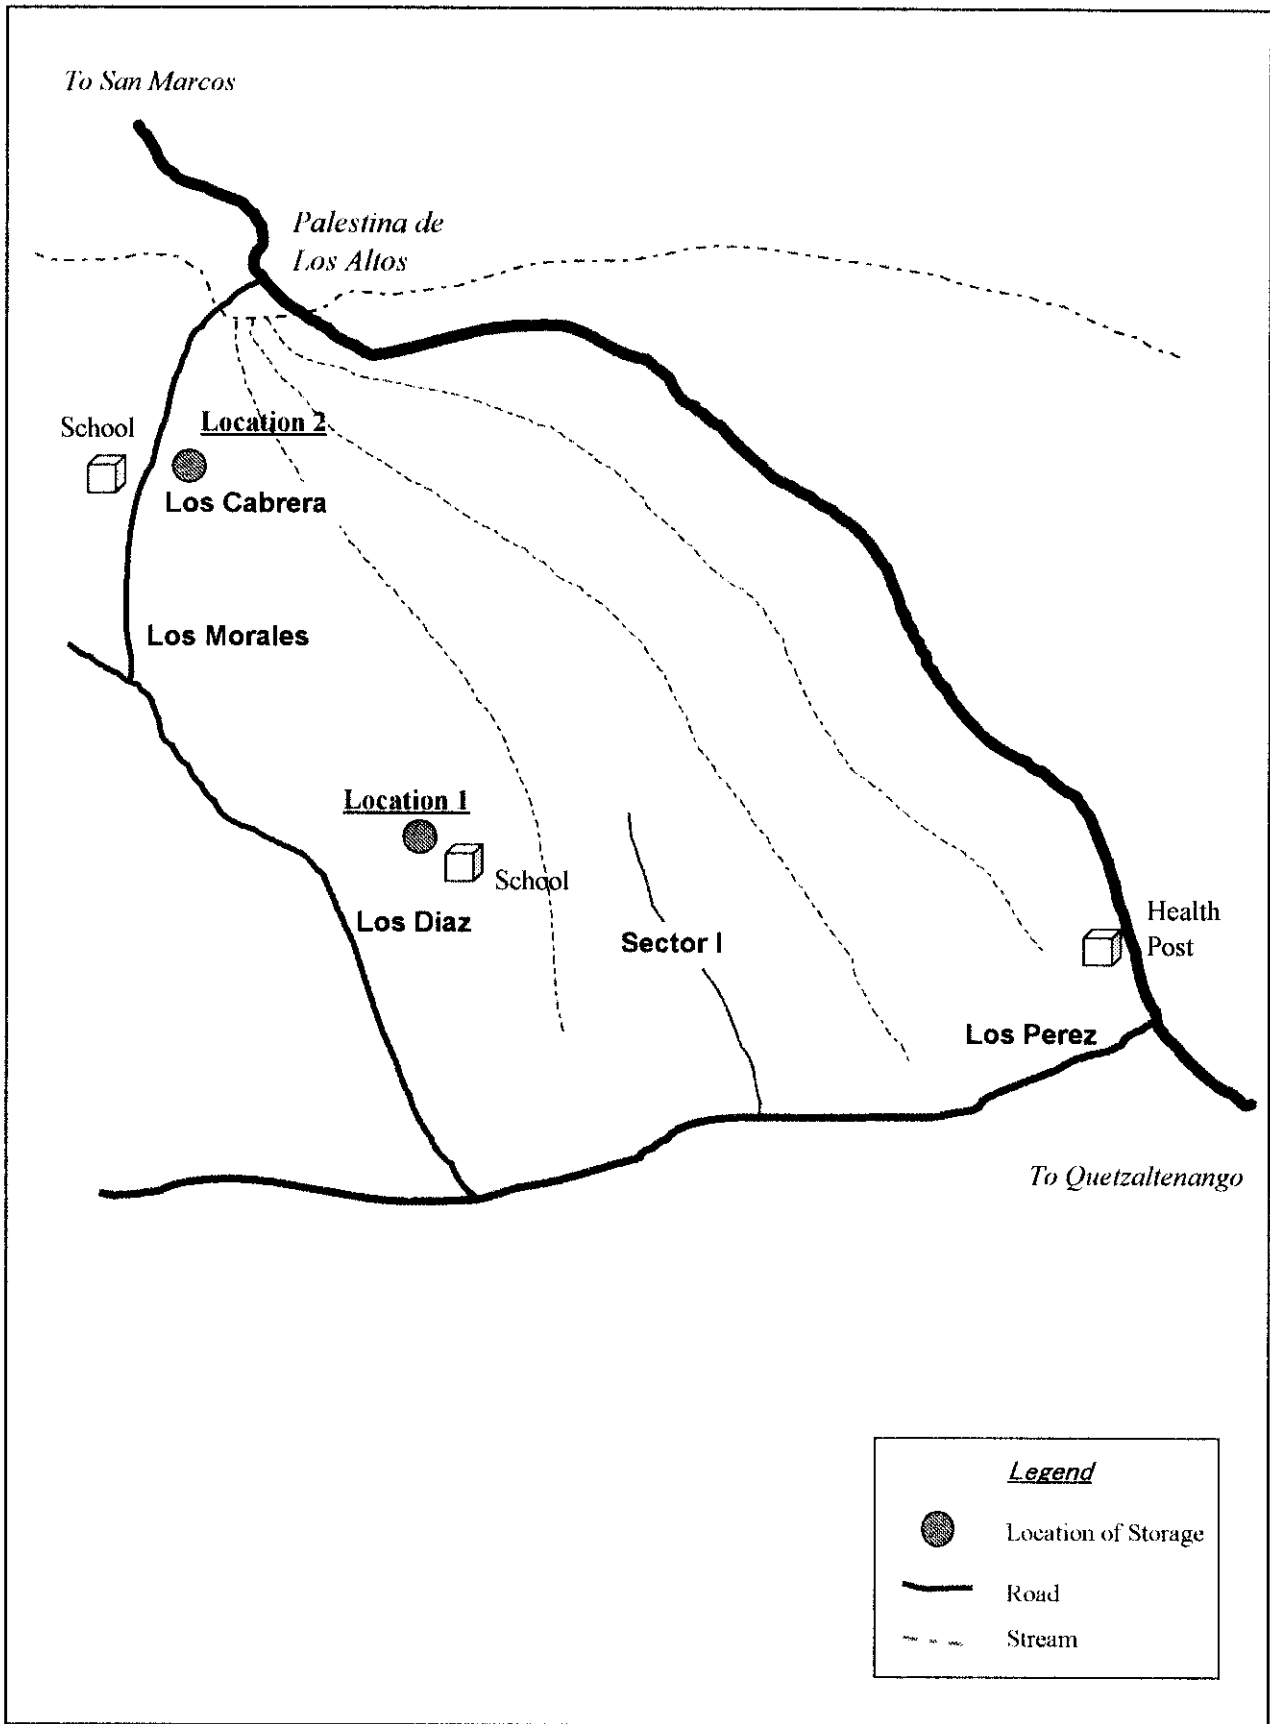 To San Marcos
Palestina de
Los Altos
School
Location 2
Los Cabrera
Los Morales
Location 1
School
Los Diaz
Sector I
Health
Post
Los Perez
To Quetzaltenango
Legend
Location of Storage
Road
Stream